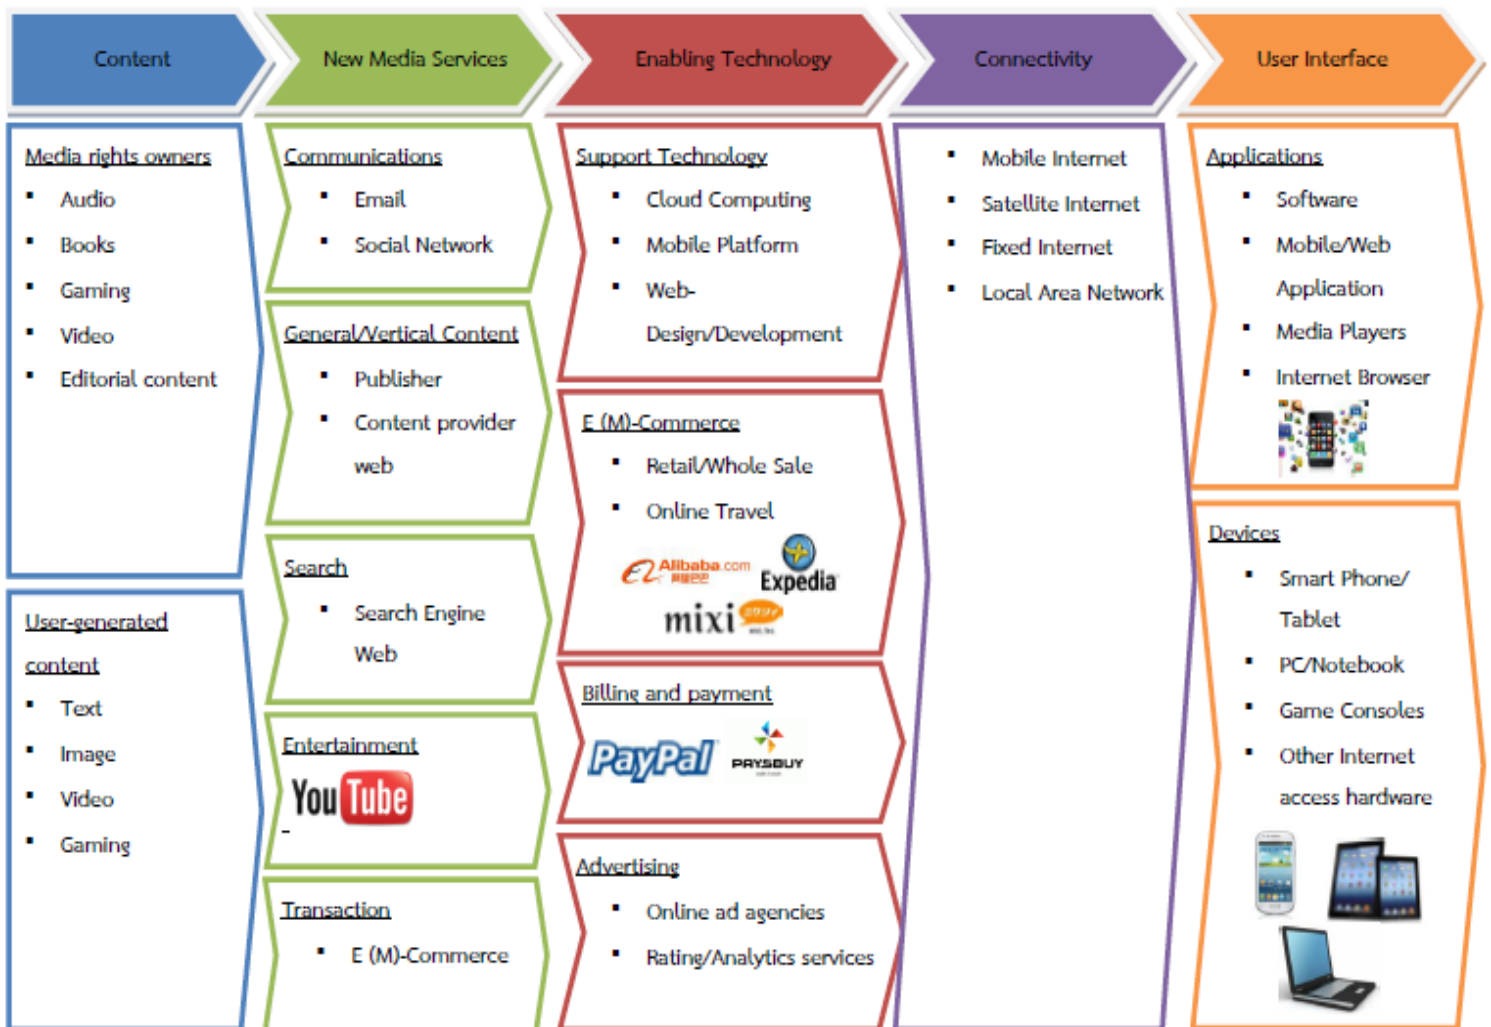 Content
New Media Services
Enabling Technology
Connectivity
User Interface
Media rights owners
▪ Audio
▪ Books
▪ Gaming
▪ Video
▪ Editorial content
User-generated
content
▪ Text
▪ Image
▪ Video
▪ Gaming
Communications
▪ Email
▪ Social Network
General/Vertical Content
▪ Publisher
▪ Content provider
web
Search
▪ Search Engine
Web
Entertainment
YouTube
Transaction
▪ E (M)-Commerce
Support Technology
▪ Cloud Computing
▪ Mobile Platform
▪ Web-
Design/Development
E (M)-Commerce
▪ Retail/Whole Sale
▪ Online Travel
Alibaba.com
阿里巴巴
Expedia
mixi
Billing and payment
PayPal
PAYSBUY
Advertising
▪ Online ad agencies
▪ Rating/Analytics services
▪ Mobile Internet
▪ Satellite Internet
▪ Fixed Internet
▪ Local Area Network
Applications
▪ Software
▪ Mobile/Web
Application
▪ Media Players
▪ Internet Browser
Devices
▪ Smart Phone/
Tablet
▪ PC/Notebook
▪ Game Consoles
▪ Other Internet
access hardware